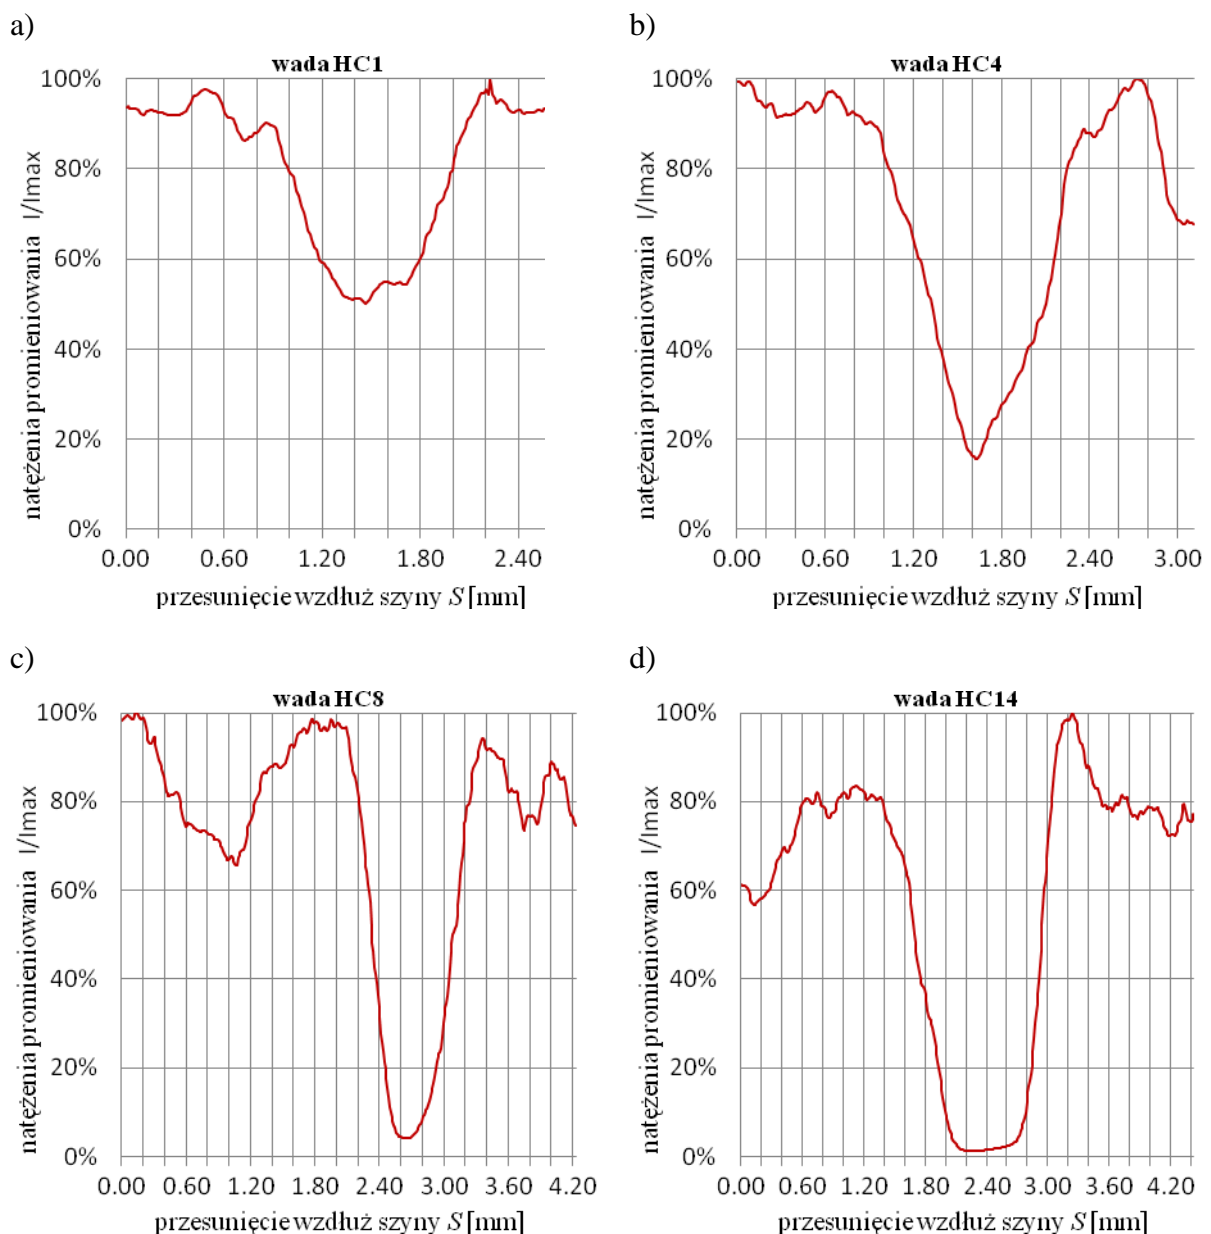 a)
wada HC1
natężenia promieniowania I/Imax
100%
80%
60%
40%
20%
0%
0.00 0.60 1.20 1.80 2.40
przesunięcie wzdłuż szyny S [mm]
b)
wada HC4
natężenia promieniowania I/Imax
100%
80%
60%
40%
20%
0%
0.00 0.60 1.20 1.80 2.40 3.00
przesunięcie wzdłuż szyny S [mm]
c)
wada HC8
natężenia promieniowania I/Imax
100%
80%
60%
40%
20%
0%
0.00 0.60 1.20 1.80 2.40 3.00 3.60 4.20
przesunięcie wzdłuż szyny S [mm]
d)
wada HC14
natężenia promieniowania I/Imax
100%
80%
60%
40%
20%
0%
0.00 0.60 1.20 1.80 2.40 3.00 3.60 4.20
przesunięcie wzdłuż szyny S [mm]